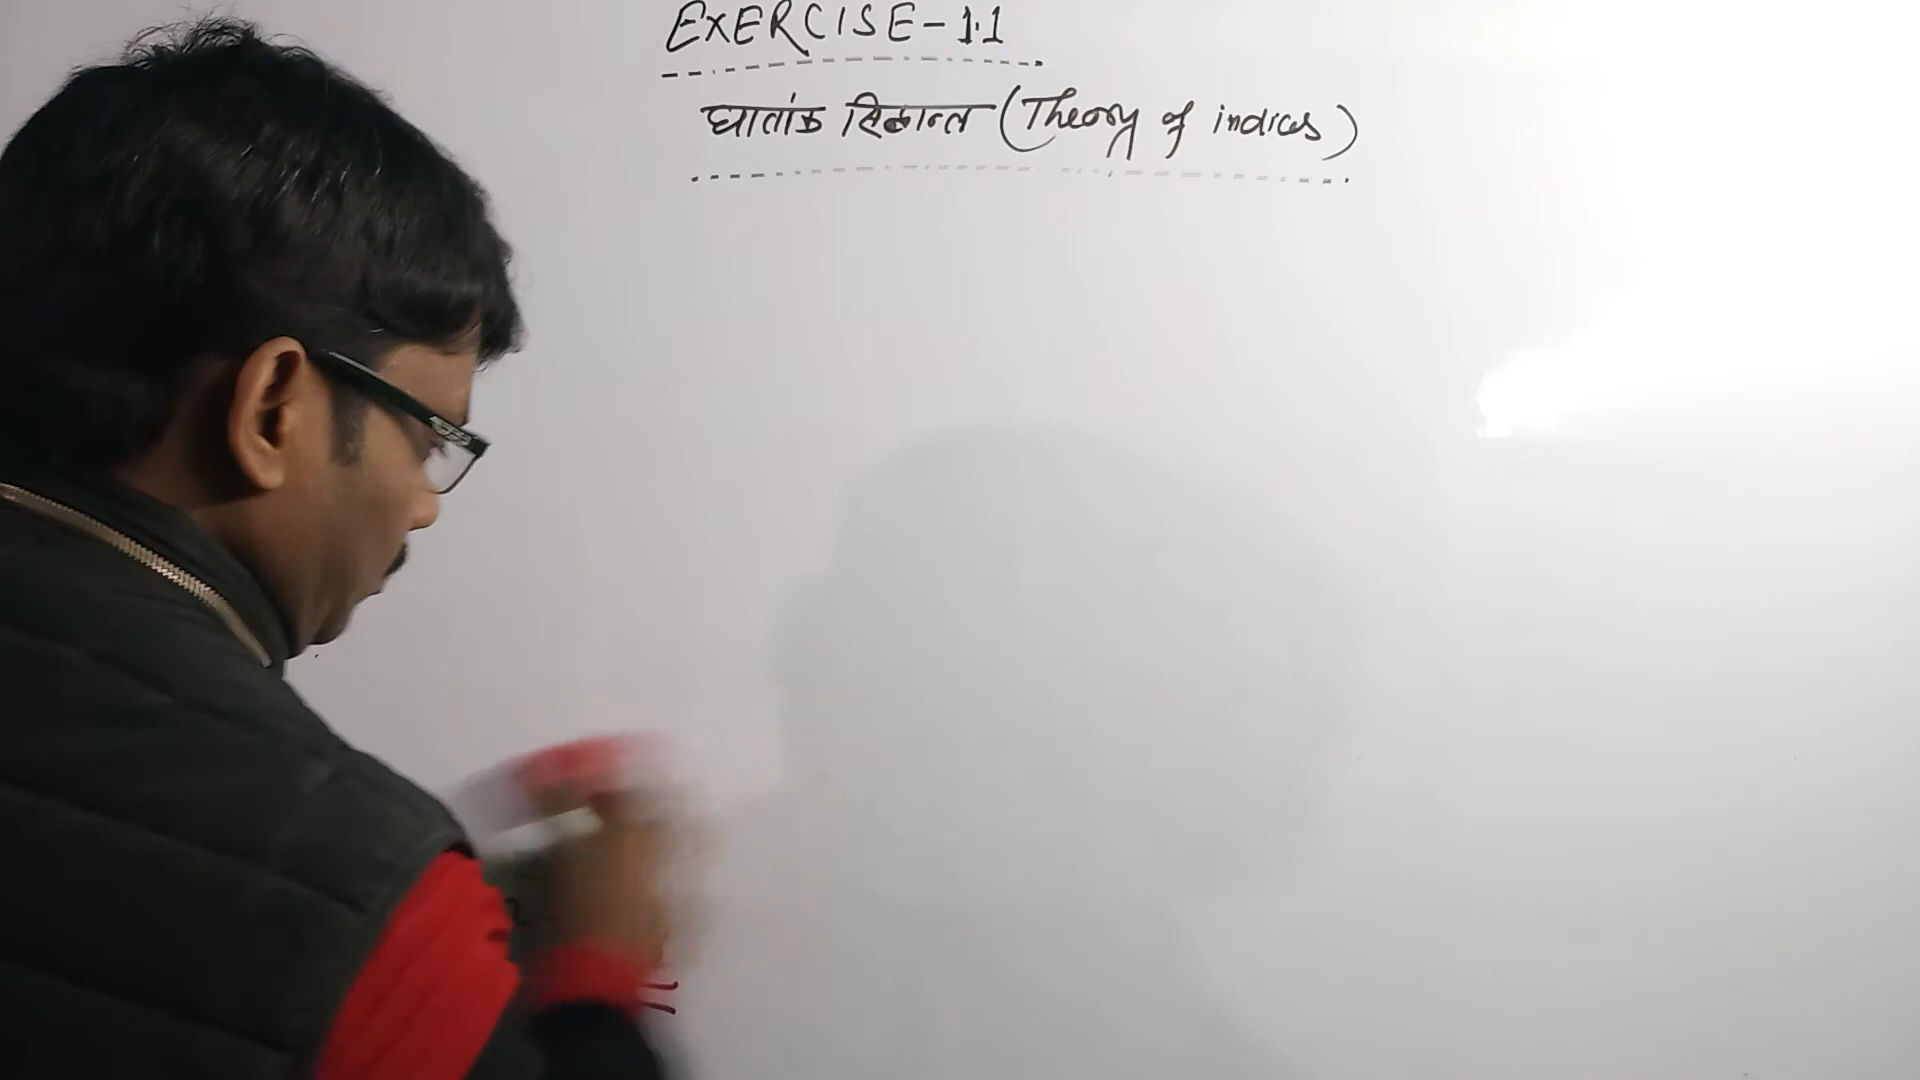 EXERCISE-1.1
घातांक सिद्धान्त (Theory of indices)
=